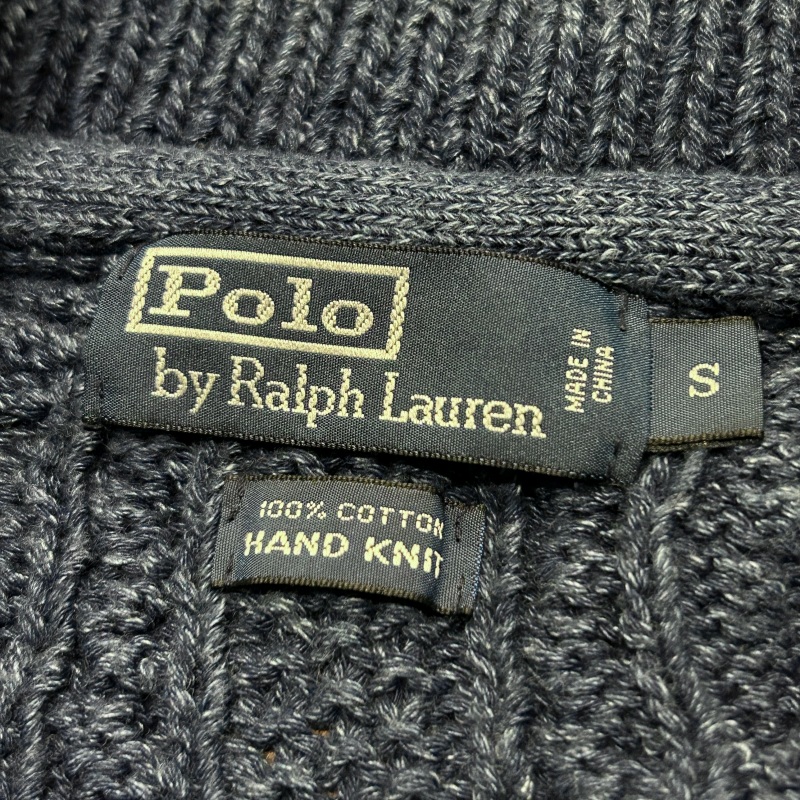 Polo
by Ralph Lauren
MADE IN
CHINA
S
100% COTTON
HAND KNIT